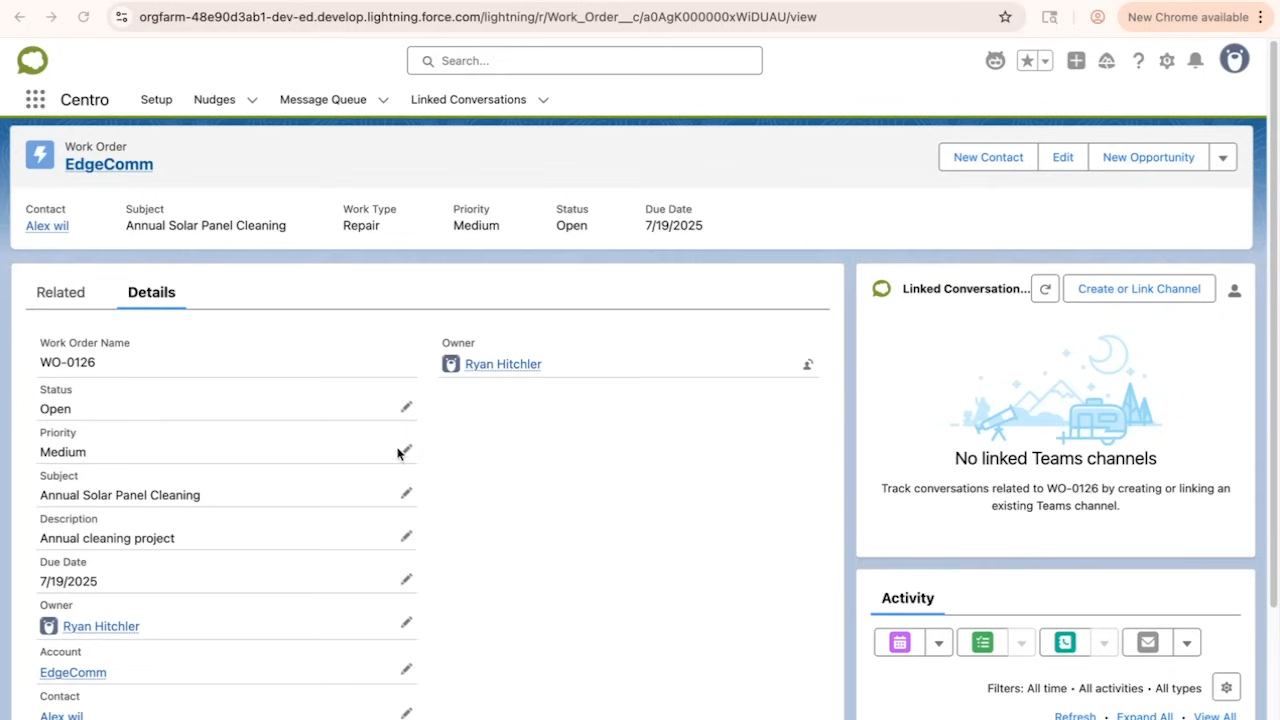 orgfarm-48e90d3ab1-dev-ed.develop.lightning.force.com/lightning/r/Work_Order__c/a0AgK000000xWiDUAU/view
New Chrome available
Search...
Centro
Setup
Nudges
Message Queue
Linked Conversations
Work Order
EdgeComm
New Contact
Edit
New Opportunity
Contact
Subject
Work Type
Priority
Status
Due Date
Alex wil
Annual Solar Panel Cleaning
Repair
Medium
Open
7/19/2025
Related
Details
Work Order Name
WO-0126
Owner
Ryan Hitchler
Status
Open
Priority
Medium
Subject
Annual Solar Panel Cleaning
Description
Annual cleaning project
Due Date
7/19/2025
Owner
Ryan Hitchler
Account
EdgeComm
Contact
Alex wil
Linked Conversation...
Create or Link Channel
No linked Teams channels
Track conversations related to WO-0126 by creating or linking an
existing Teams channel.
Activity
Filters: All time • All activities • All types
Refresh • Expand All • View All